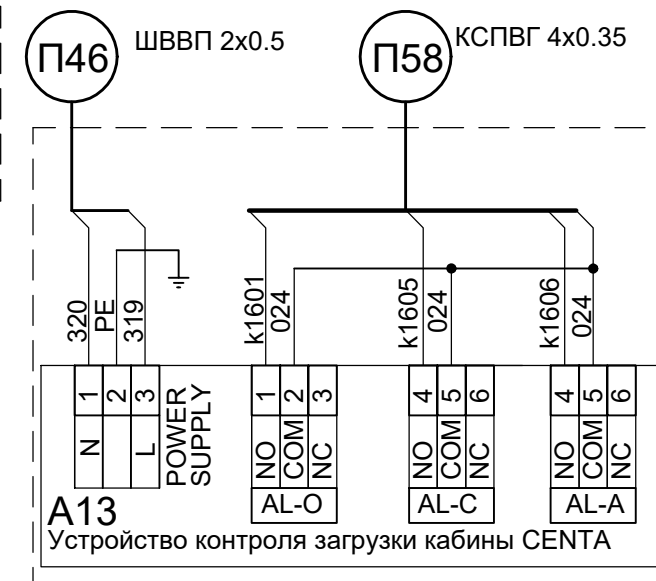 П46
ШВВП 2x0.5
П58
КСПВГ 4x0.35
320
PE
319
k1601
024
k1605
024
k1606
024
1
2
3
1
2
3
4
5
6
4
5
6
N
L
POWER
SUPPLY
NO
COM
NC
NO
COM
NC
NO
COM
NC
AL-O
AL-C
AL-A
A13
Устройство контроля загрузки кабины CENTA